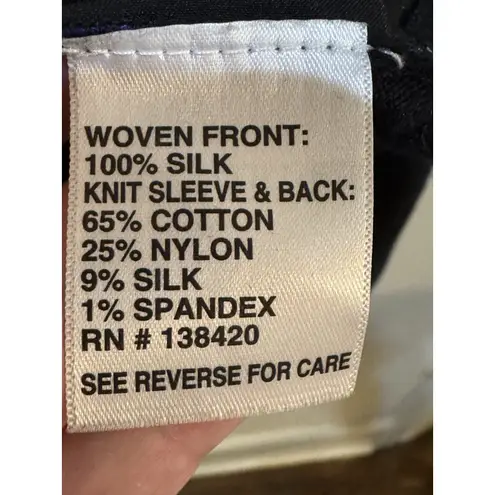 WOVEN FRONT:
100% SILK
KNIT SLEEVE & BACK:
65% COTTON
25% NYLON
9% SILK
1% SPANDEX
RN # 138420
SEE REVERSE FOR CARE